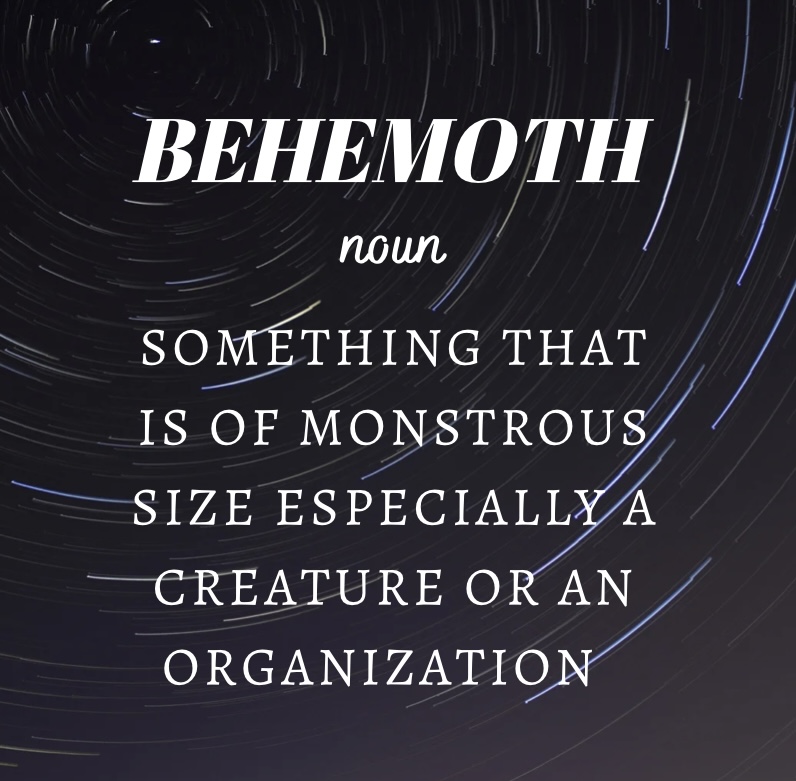 BEHEMOTH
noun
SOMETHING THAT
IS OF MONSTROUS
SIZE ESPECIALLY A
CREATURE OR AN
ORGANIZATION